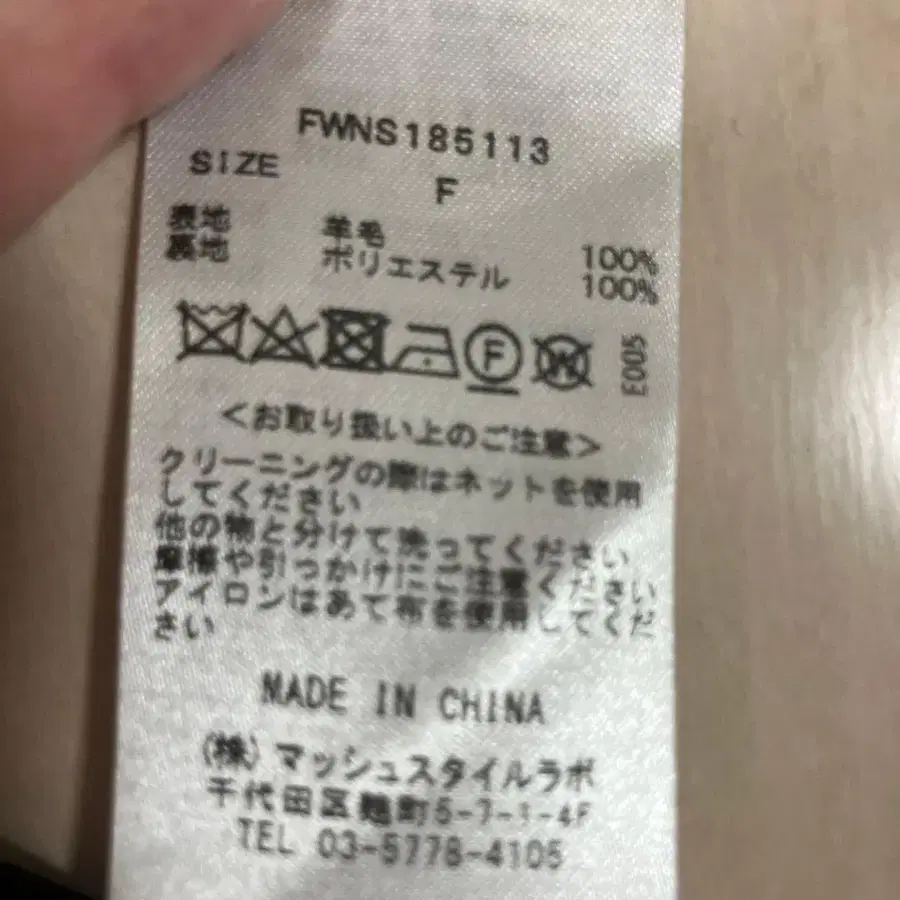 FWNS185113
SIZE F
表地 羊毛 100%
裏地 ポリエステル 100%
F W E005
<お取り扱い上のご注意>
クリーニングの際はネットを使用
してください
他の物と分けて洗ってください
摩擦や引っかけにご注意ください
アイロンはあて布を使用してくだ
さい
MADE IN CHINA
(株)マッシュスタイルラボ
千代田区麹町5-7-1-4F
TEL 03-5778-4105